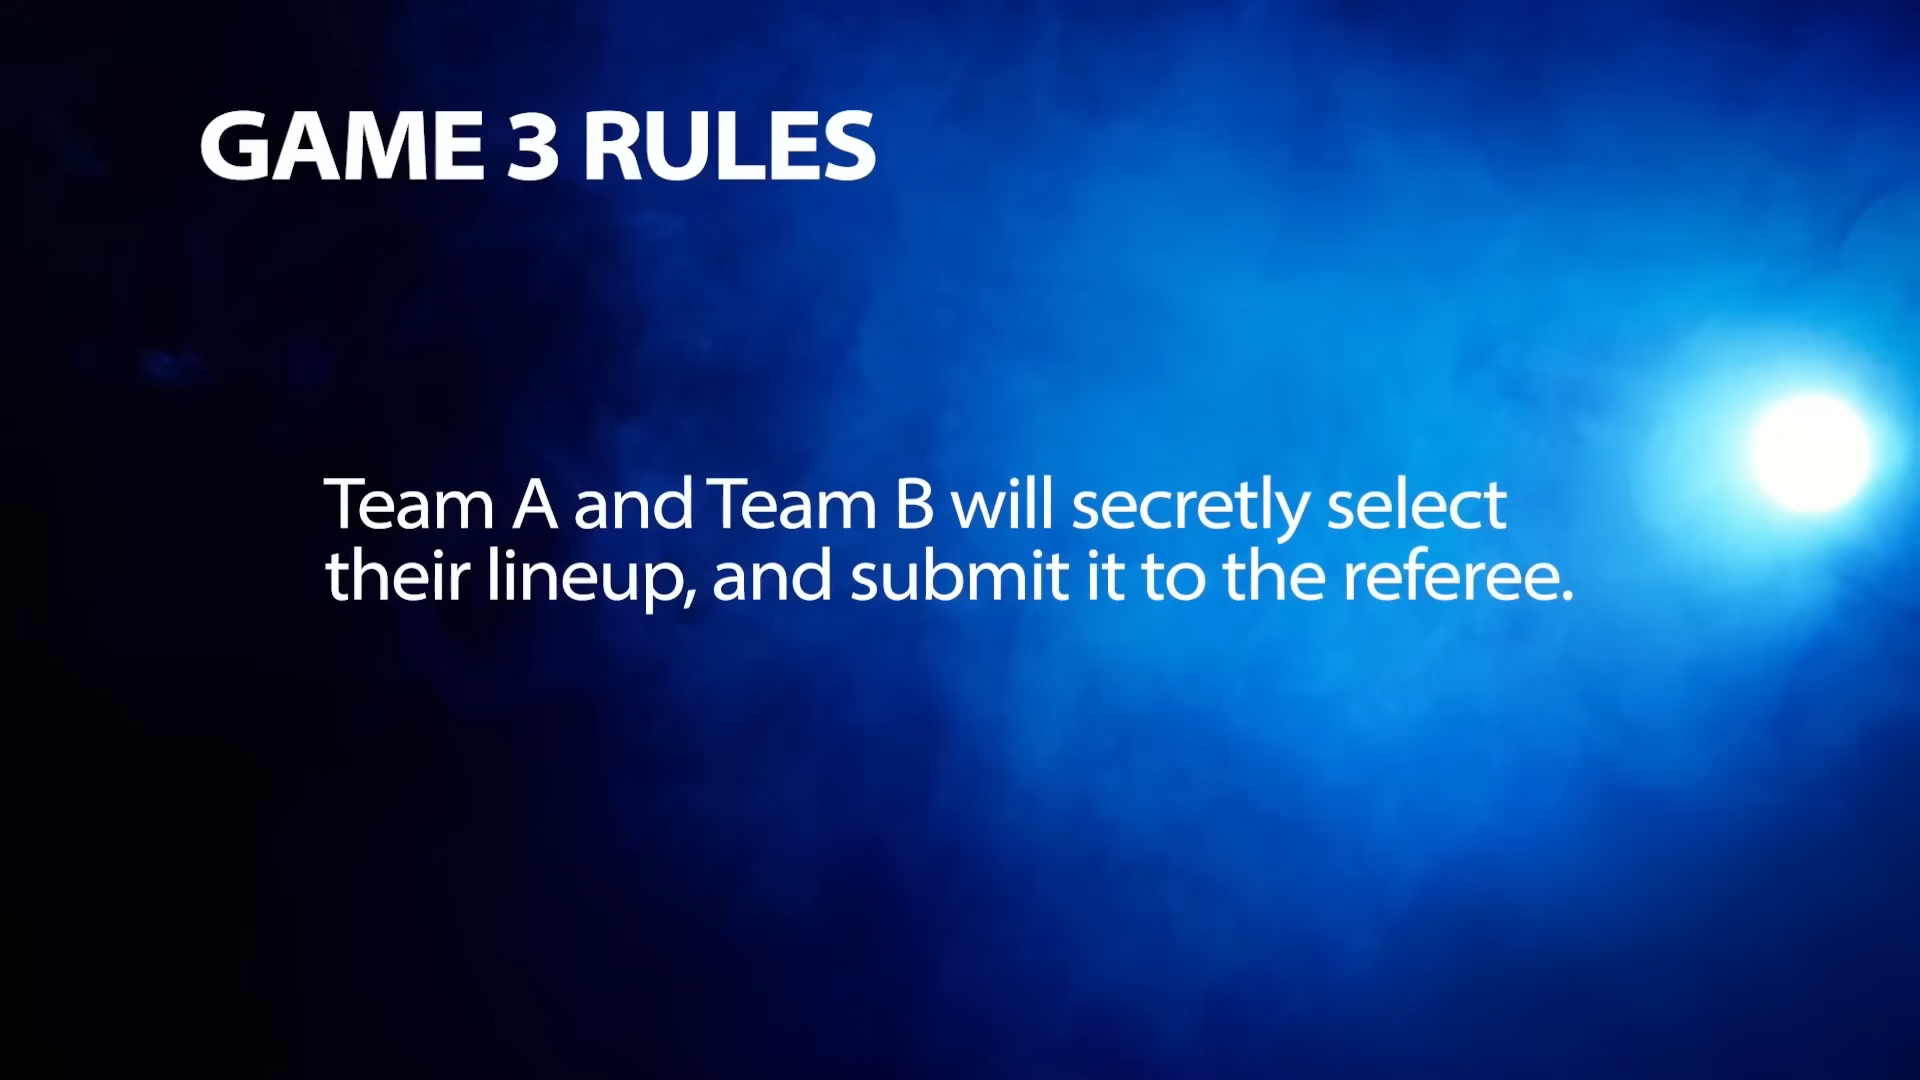 GAME 3 RULES
Team A and Team B will secretly select
their lineup, and submit it to the referee.